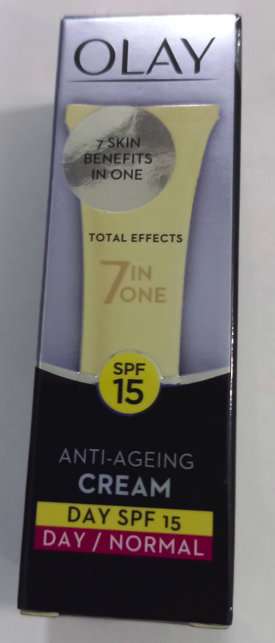 OLAY
7 SKIN
BENEFITS
IN ONE
TOTAL EFFECTS
7 IN
ONE
SPF
15
ANTI-AGEING
CREAM
DAY SPF 15
DAY / NORMAL